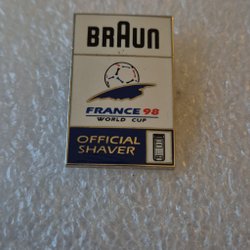 BRAUN
FRANCE 98
WORLD CUP
OFFICIAL
SHAVER